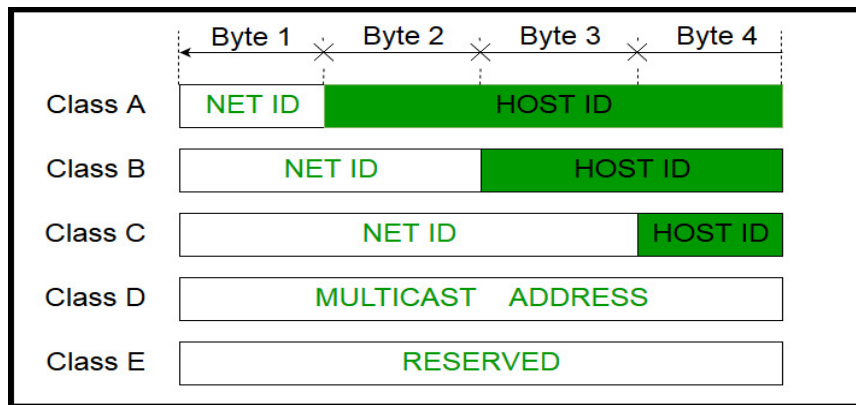 Byte 1 Byte 2 Byte 3 Byte 4
Class A NET ID HOST ID
Class B NET ID HOST ID
Class C NET ID HOST ID
Class D MULTICAST ADDRESS
Class E RESERVED